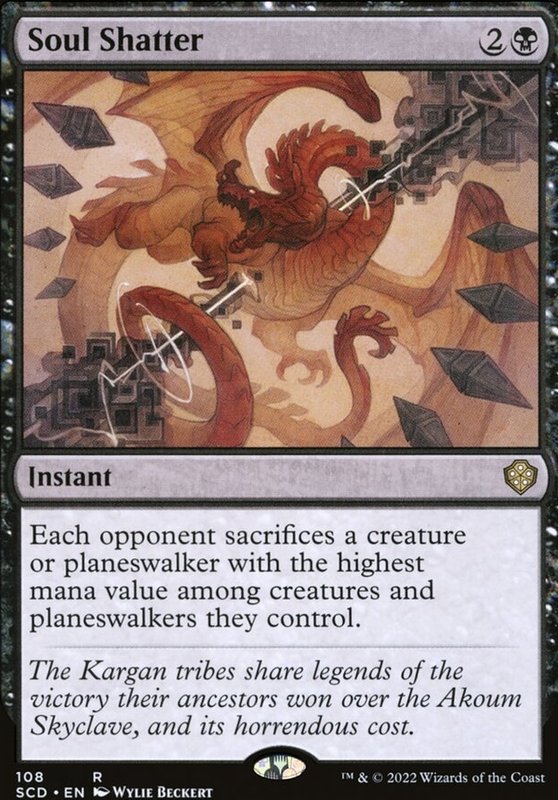 Soul Shatter 2
Instant
Each opponent sacrifices a creature
or planeswalker with the highest
mana value among creatures and
planeswalkers they control.
The Kargan tribes share legends of the
victory their ancestors won over the Akoum
Skyclave, and its horrendous cost.
108 R
SCD • EN Wylie Beckert
™ & © 2022 Wizards of the Coast